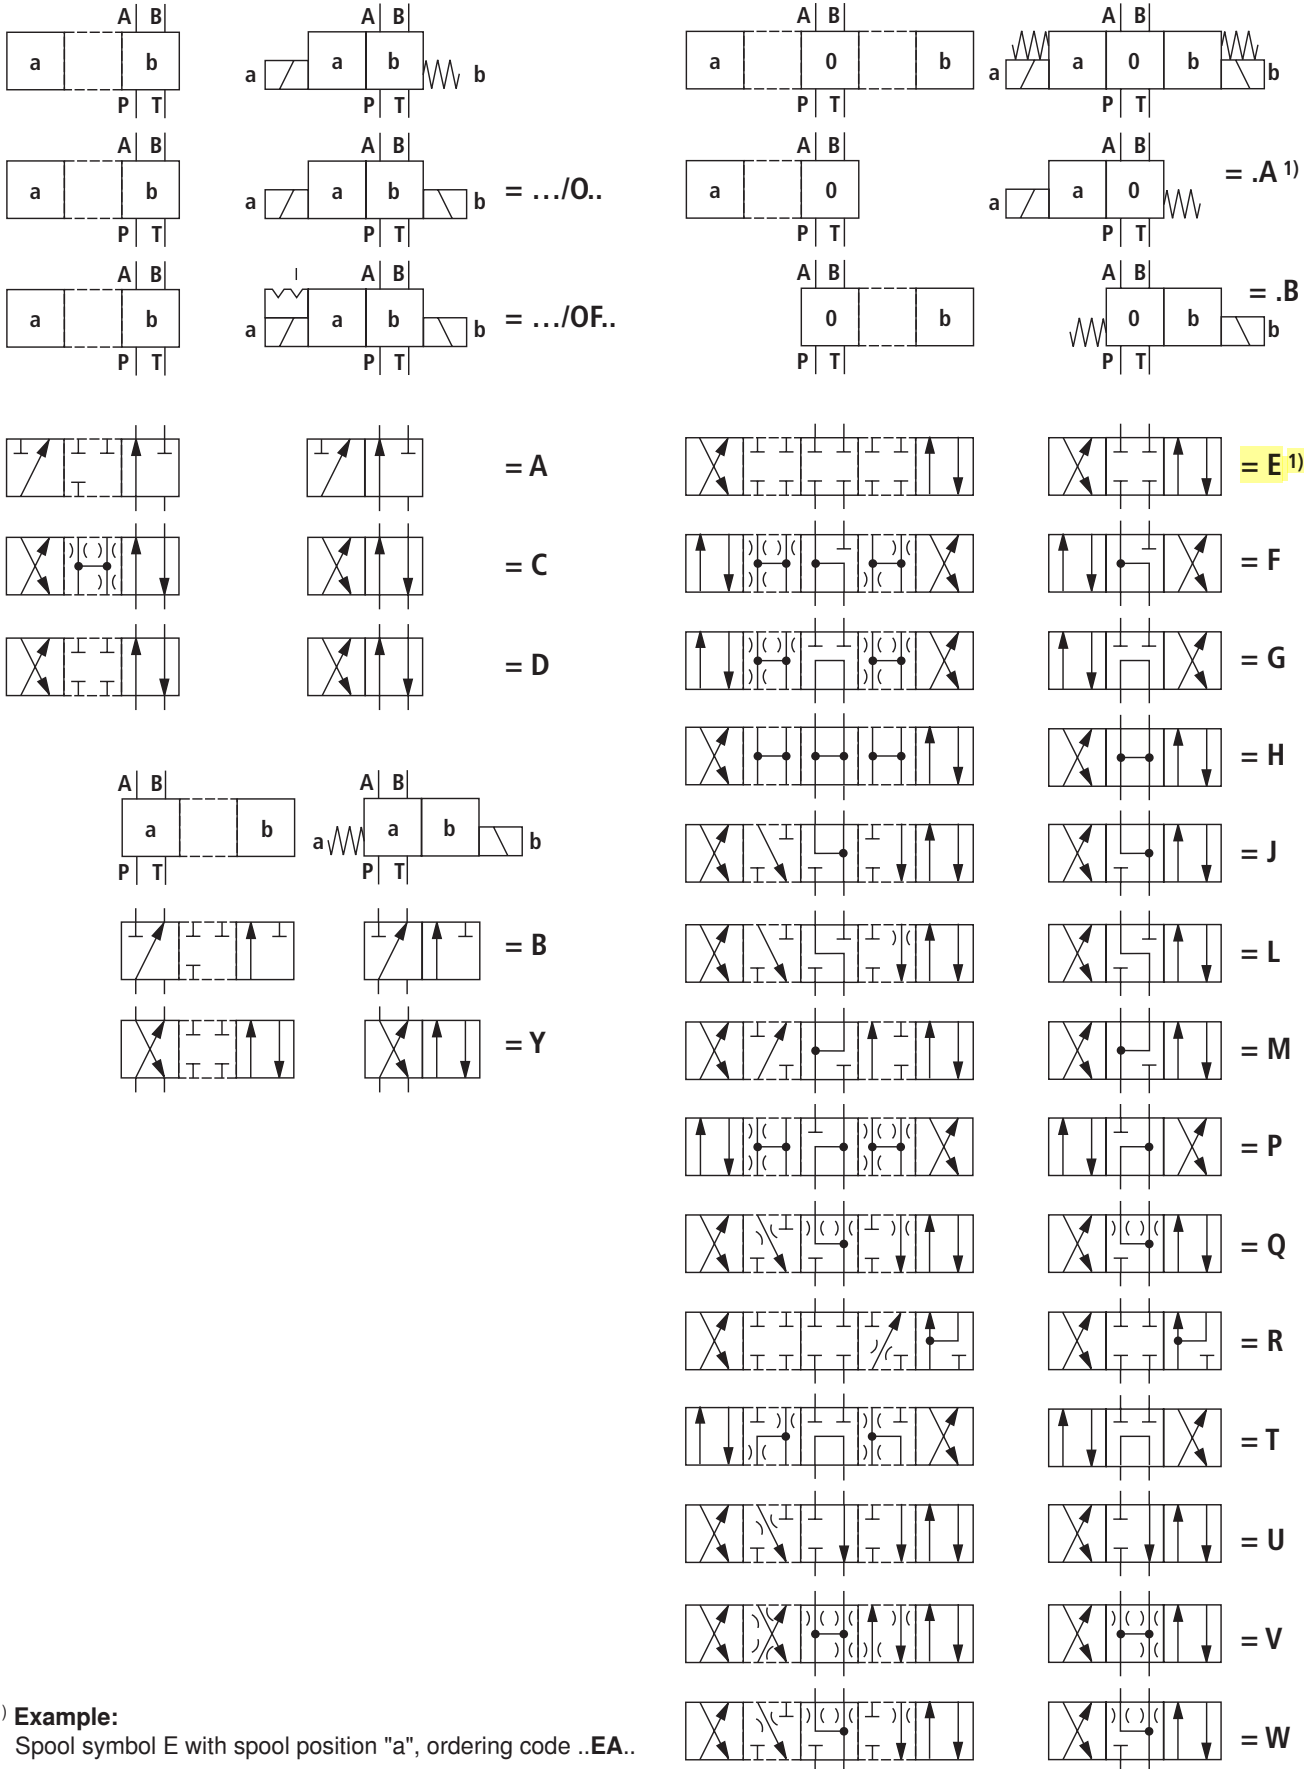 A B
a b
P T
A B
a a b b
P T
A B
a 0 b
P T
A B
a a 0 b b
P T
A B
a b
P T
A B
a a b b = …/O..
P T
A B
a 0
P T
A B
a a 0 = .A 1)
P T
A B
a b
P T
A B
a a b b = …/OF..
P T
A B
0 b
P T
A B
0 b b = .B
P T
= A
= C
= D
A B
a b
P T
A B
a a b b
P T
= B
= Y
= E 1)
= F
= G
= H
= J
= L
= M
= P
= Q
= R
= T
= U
= V
= W
) Example:
Spool symbol E with spool position "a", ordering code ..EA..